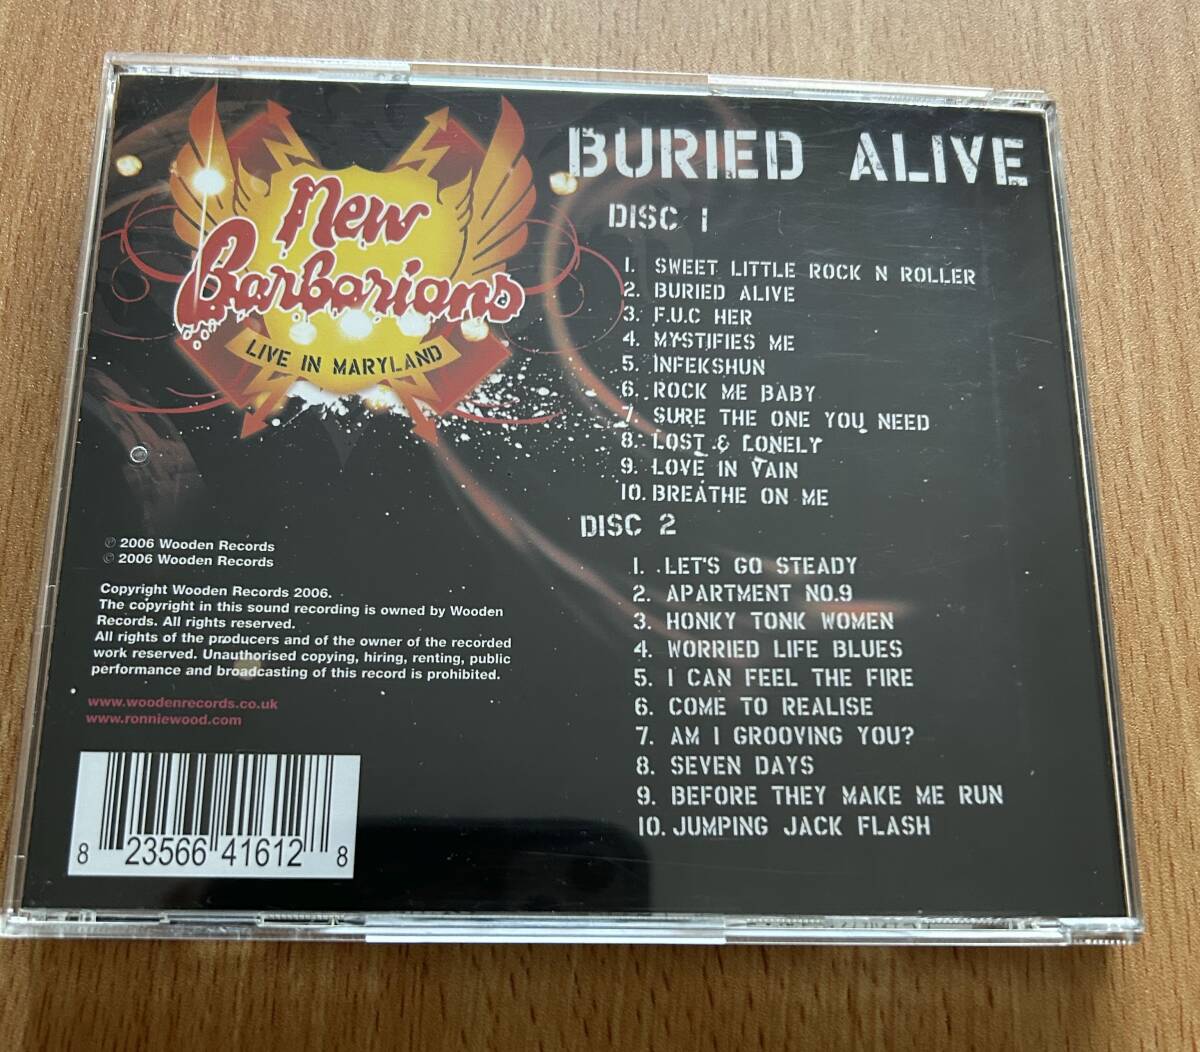 New
Barbarians
LIVE IN MARYLAND
BURIED ALIVE
DISC 1
1. SWEET LITTLE ROCK N ROLLER
2. BURIED ALIVE
3. F.U.C HER
4. MYSTIFIES ME
5. INFEKSHUN
6. ROCK ME BABY
7. SURE THE ONE YOU NEED
8. LOST & LONELY
9. LOVE IN VAIN
10. BREATHE ON ME
DISC 2
1. LET'S GO STEADY
2. APARTMENT NO.9
3. HONKY TONK WOMEN
4. WORRIED LIFE BLUES
5. I CAN FEEL THE FIRE
6. COME TO REALISE
7. AM I GROOVING YOU?
8. SEVEN DAYS
9. BEFORE THEY MAKE ME RUN
10. JUMPING JACK FLASH
℗ 2006 Wooden Records
© 2006 Wooden Records
Copyright Wooden Records 2006.
The copyright in this sound recording is owned by Wooden
Records. All rights reserved.
All rights of the producers and of the owner of the recorded
work reserved. Unauthorised copying, hiring, renting, public
performance and broadcasting of this record is prohibited.
www.woodenrecords.co.uk
www.ronniewood.com
8 23566 41612 8